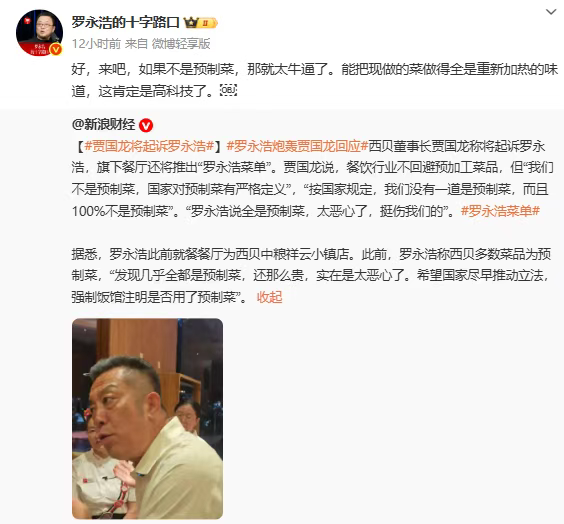 罗永浩的十字路口
12小时前 来自 微博轻享版
好，来吧，如果不是预制菜，那就太牛逼了。能把现做的菜做得全是重新加热的味
道，这肯定是高科技了。OBJ
@新浪财经
【#贾国龙将起诉罗永浩#】#罗永浩炮轰贾国龙回应#西贝董事长贾国龙称将起诉罗永
浩，旗下餐厅还将推出“罗永浩菜单”。贾国龙说，餐饮行业不回避预加工菜品，但“我们
不是预制菜，国家对预制菜有严格定义”，“按国家规定，我们没有一道是预制菜，而且
100%不是预制菜”。“罗永浩说全是预制菜，太恶心了，挺伤我们的”。#罗永浩菜单#
据悉，罗永浩此前就餐餐厅为西贝中粮祥云小镇店。此前，罗永浩称西贝多数菜品为预
制菜，“发现几乎全都是预制菜，还那么贵，实在是太恶心了。希望国家尽早推动立法，
强制饭馆注明是否用了预制菜”。 收起